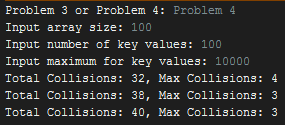 Problem 3 or Problem 4: Problem 4
Input array size: 100
Input number of key values: 100
Input maximum for key values: 10000
Total Collisions: 32, Max Collisions: 4
Total Collisions: 38, Max Collisions: 3
Total Collisions: 40, Max Collisions: 3